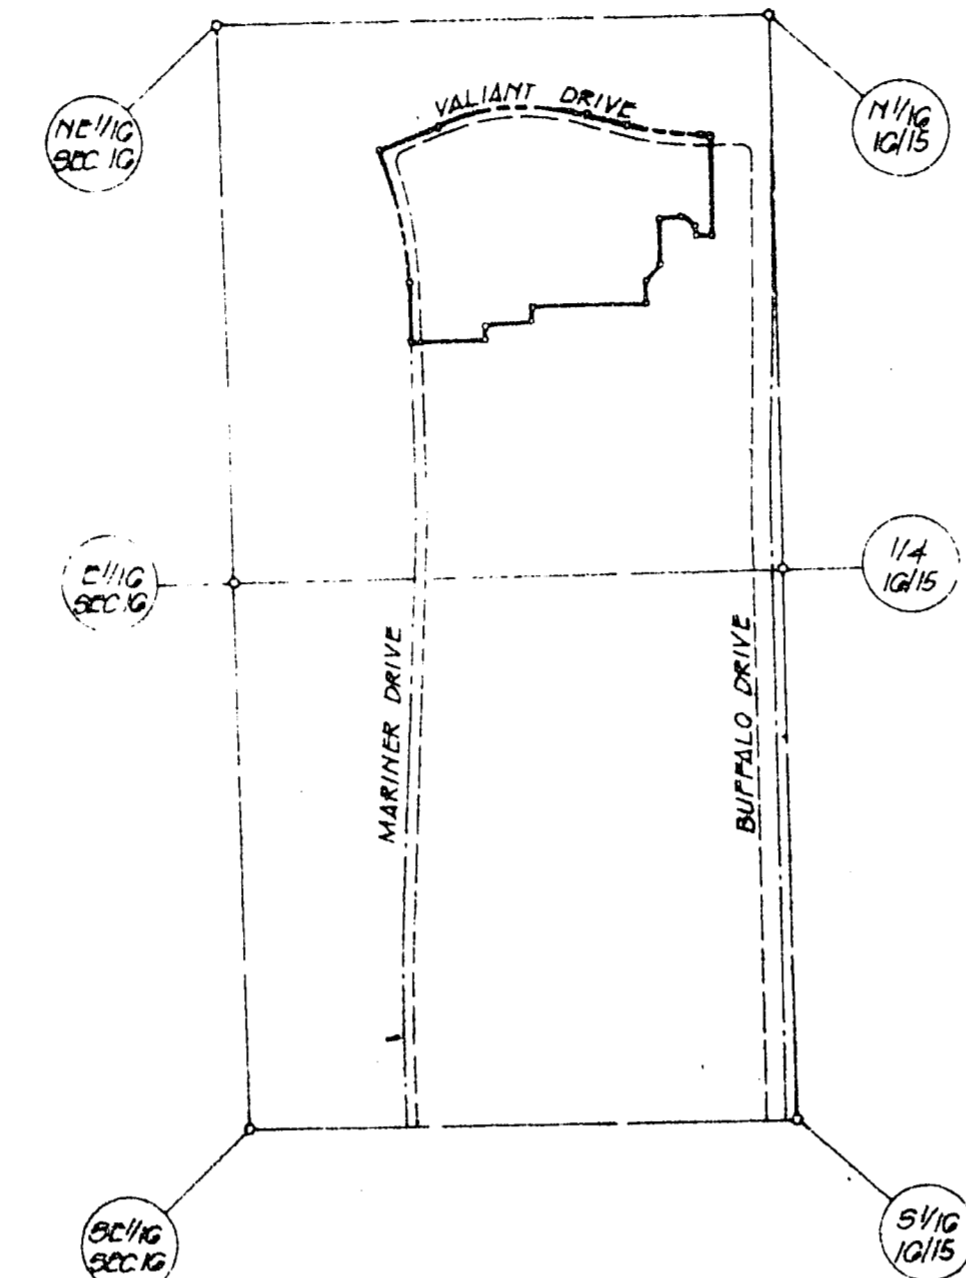 VALIANT DRIVE
NE 1/16
SEC 16
N 1/16
16/15
E 1/16
SEC 16
1/4
16/15
MARINER DRIVE
BUFFALO DRIVE
SE 1/16
SEC 16
S 1/16
16/15